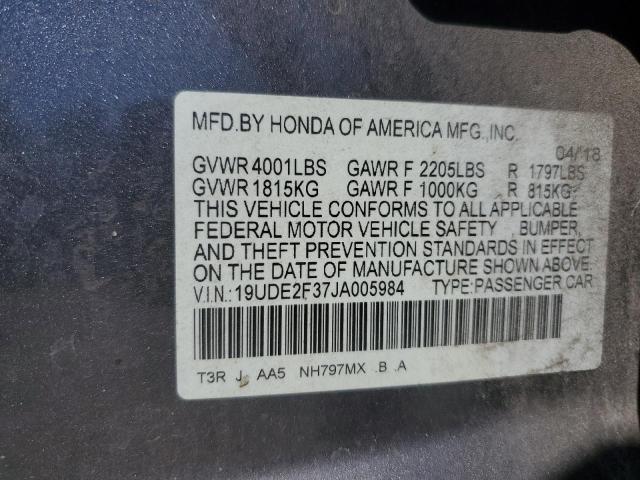 MFD.BY HONDA OF AMERICA MFG.,INC.
04/18
GVWR 4001LBS GAWR F 2205LBS R 1797LBS
GVWR 1815KG GAWR F 1000KG R 815KG
THIS VEHICLE CONFORMS TO ALL APPLICABLE
FEDERAL MOTOR VEHICLE SAFETY BUMPER,
AND THEFT PREVENTION STANDARDS IN EFFECT
ON THE DATE OF MANUFACTURE SHOWN ABOVE.
V.I.N.: 19UDE2F37JA005984 TYPE:PASSENGER CAR
T3R J AA5 NH797MX .B .A